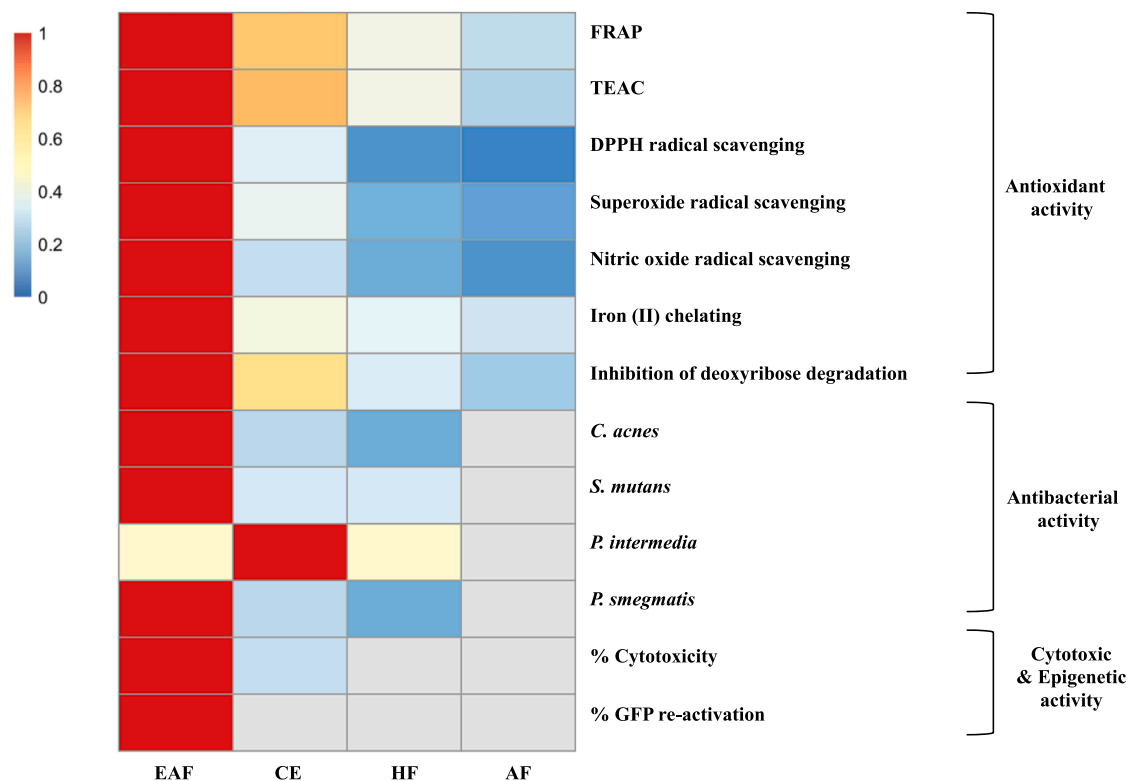 1
0.8
0.6
0.4
0.2
0
FRAP
TEAC
DPPH radical scavenging
Superoxide radical scavenging
Nitric oxide radical scavenging
Iron (II) chelating
Inhibition of deoxyribose degradation
C. acnes
S. mutans
P. intermedia
P. smegmatis
% Cytotoxicity
% GFP re-activation
Antioxidant
activity
Antibacterial
activity
Cytotoxic
& Epigenetic
activity
EAF CE HF AF